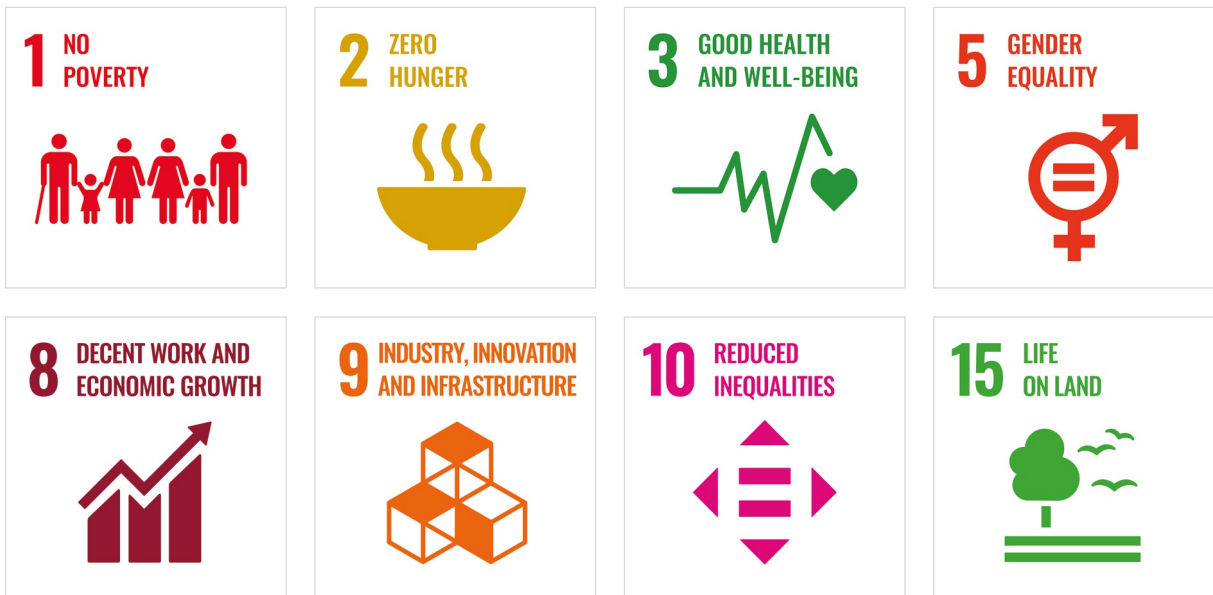 1 NO
POVERTY
2 ZERO
HUNGER
3 GOOD HEALTH
AND WELL-BEING
5 GENDER
EQUALITY
8 DECENT WORK AND
ECONOMIC GROWTH
9 INDUSTRY, INNOVATION
AND INFRASTRUCTURE
10 REDUCED
INEQUALITIES
15 LIFE
ON LAND